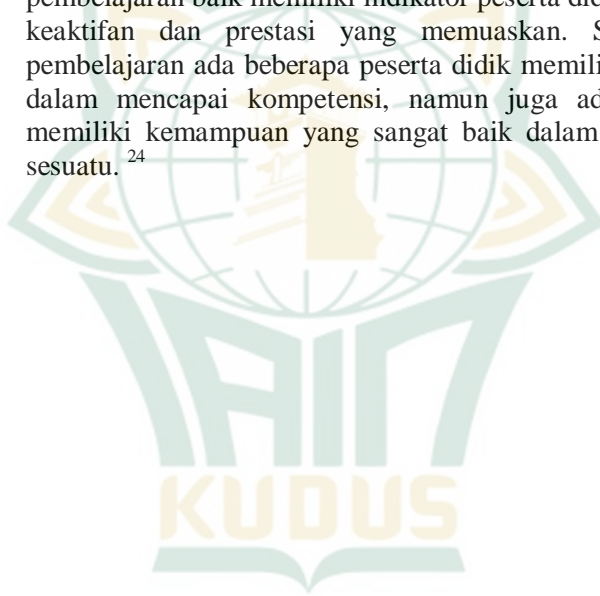 pembelajaran baik memiliki indikator peserta did
keaktifan dan prestasi yang memuaskan. S
pembelajaran ada beberapa peserta didik memili
dalam mencapai kompetensi, namun juga ad
memiliki kemampuan yang sangat baik dalam
sesuatu. 24
IAIN
KUDUS